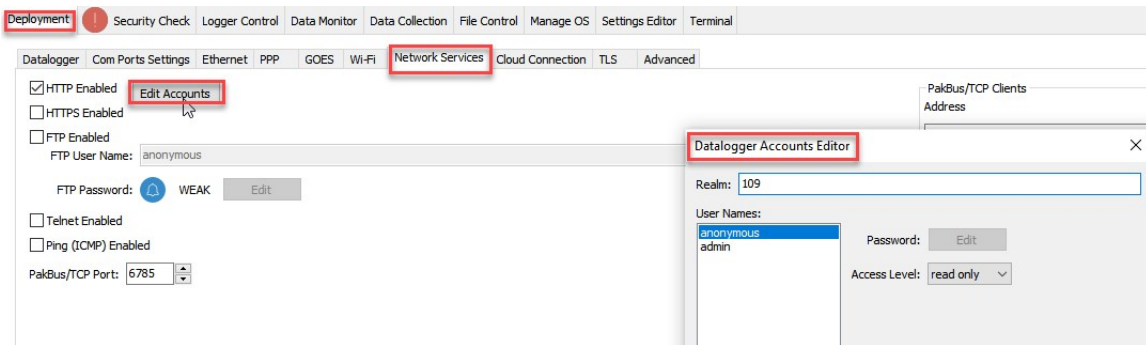 Deployment ! Security Check Logger Control Data Monitor Data Collection File Control Manage OS Settings Editor Terminal
Datalogger Com Ports Settings Ethernet PPP GOES Wi-Fi Network Services Cloud Connection TLS Advanced
HTTP Enabled Edit Accounts
HTTPS Enabled
FTP Enabled
FTP User Name: anonymous
FTP Password: WEAK Edit
Telnet Enabled
Ping (ICMP) Enabled
PakBus/TCP Port: 6785
PakBus/TCP Clients
Address
Datalogger Accounts Editor
Realm: 109
User Names:
anonymous
admin
Password: Edit
Access Level: read only